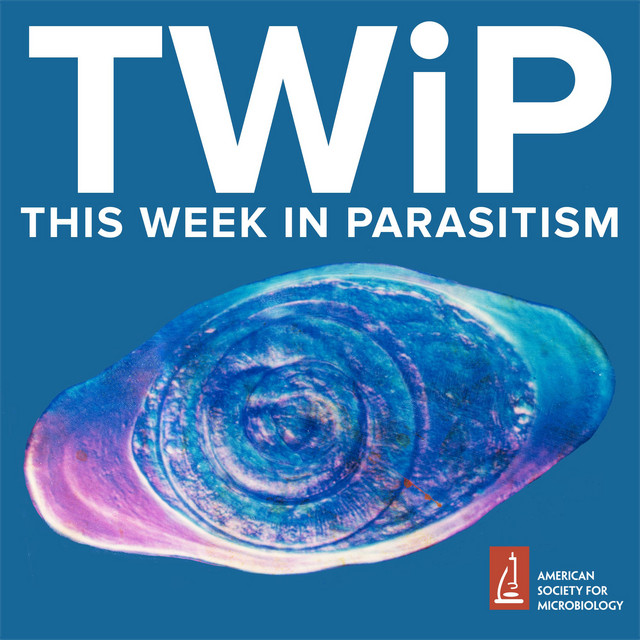 TWiP
THIS WEEK IN PARASITISM
AMERICAN
SOCIETY FOR
MICROBIOLOGY